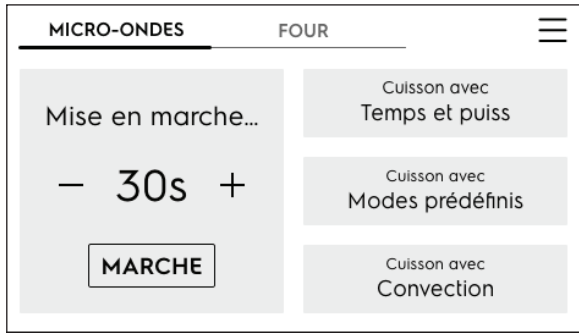 MICRO-ONDES
FOUR
Mise en marche...
− 30s +
MARCHE
Cuisson avec
Temps et puiss
Cuisson avec
Modes prédéfinis
Cuisson avec
Convection